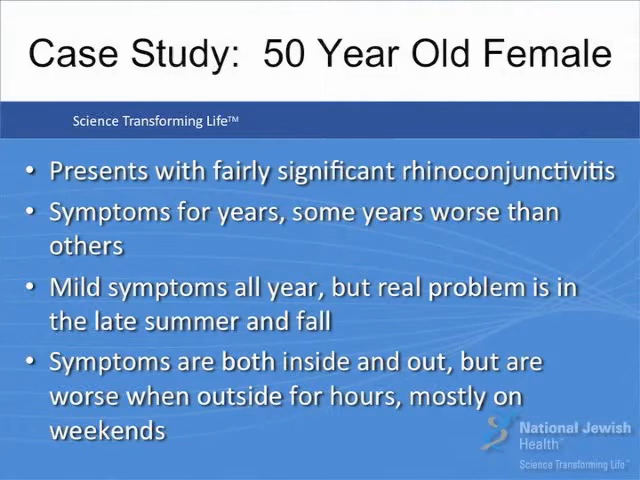 Case Study:  50 Year Old Female
Science Transforming Life™
• Presents with fairly significant rhinoconjunctivitis
• Symptoms for years, some years worse than
others
• Mild symptoms all year, but real problem is in
the late summer and fall
• Symptoms are both inside and out, but are
worse when outside for hours, mostly on
weekends
National Jewish
Health™
Science Transforming Life™